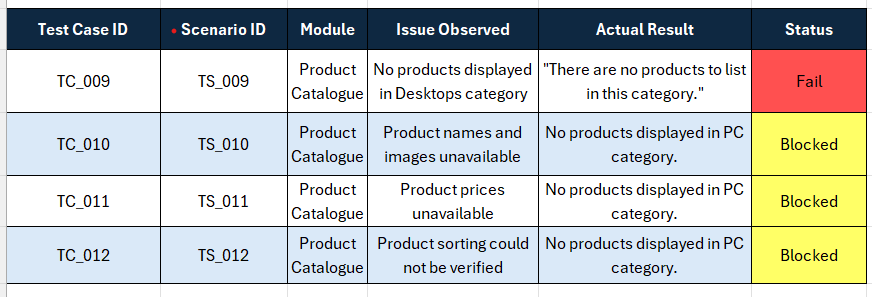 Test Case ID	Scenario ID	Module	Issue Observed	Actual Result	Status
TC_009	TS_009	Product Catalogue	No products displayed in Desktops category	"There are no products to list in this category."	Fail
TC_010	TS_010	Product Catalogue	Product names and images unavailable	No products displayed in PC category.	Blocked
TC_011	TS_011	Product Catalogue	Product prices unavailable	No products displayed in PC category.	Blocked
TC_012	TS_012	Product Catalogue	Product sorting could not be verified	No products displayed in PC category.	Blocked